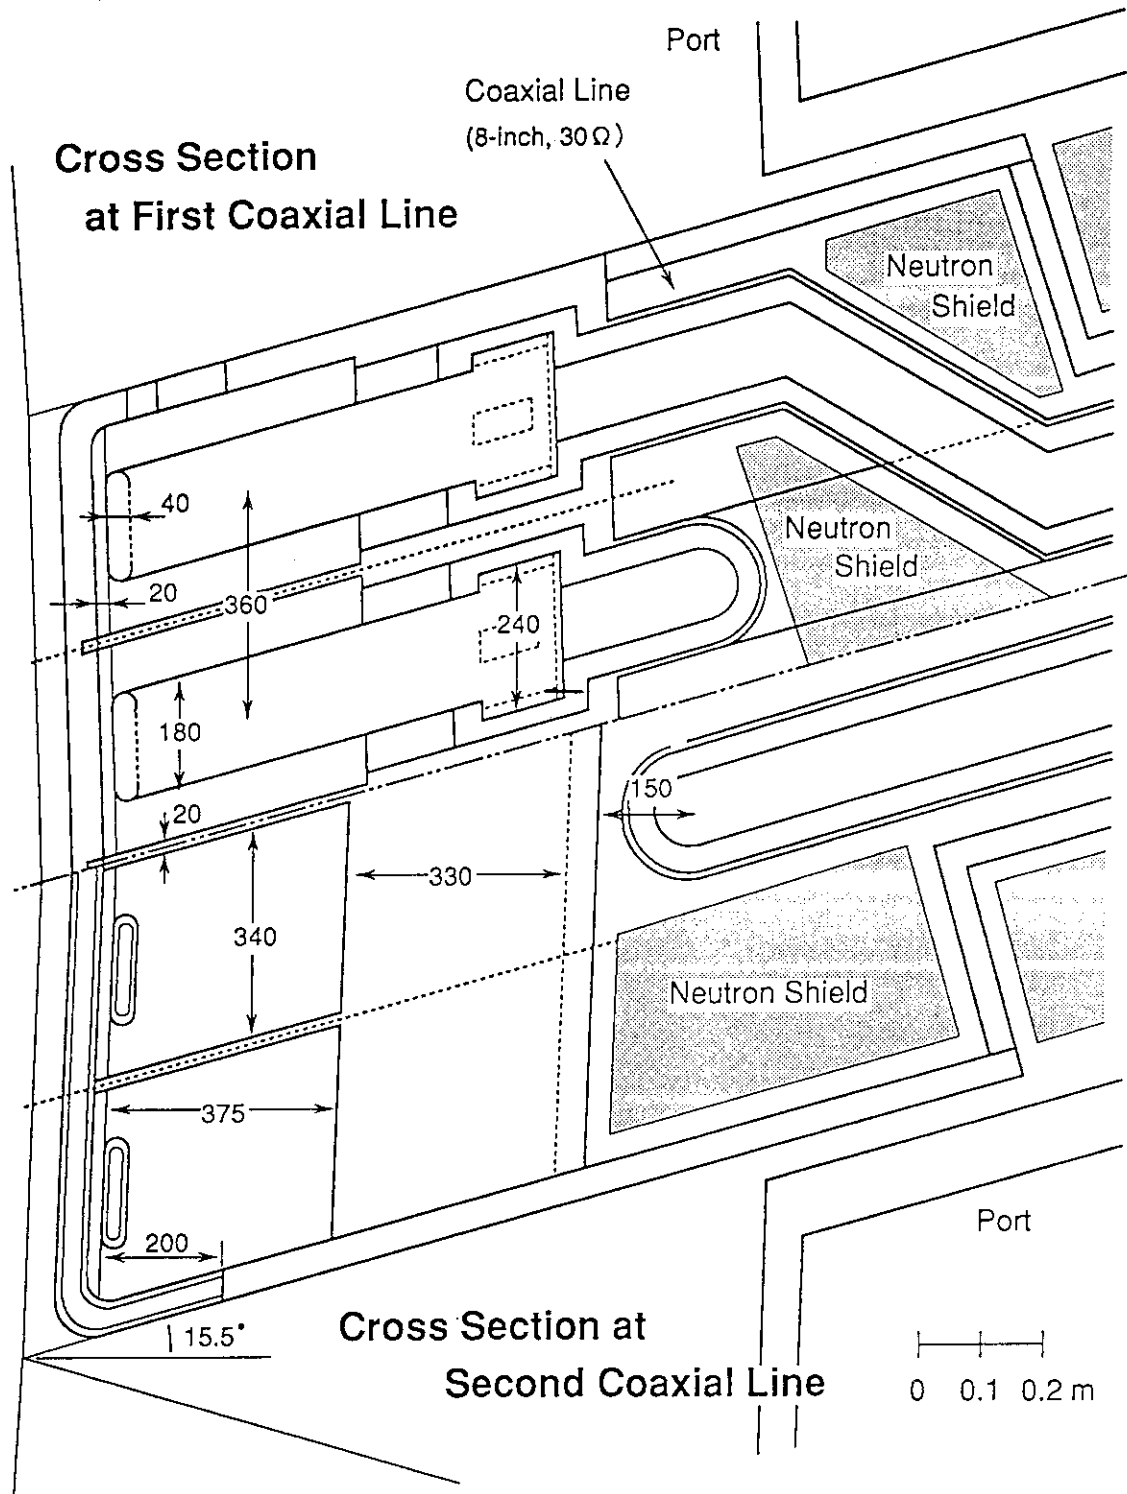 Port
Coaxial Line
(8-inch, 30 Ω)
Cross Section
at First Coaxial Line
Neutron
Shield
40
Neutron
Shield
20
360
240
180
20
150
330
340
Neutron Shield
375
Port
200
15.5°
Cross Section at
Second Coaxial Line
0 0.1 0.2 m